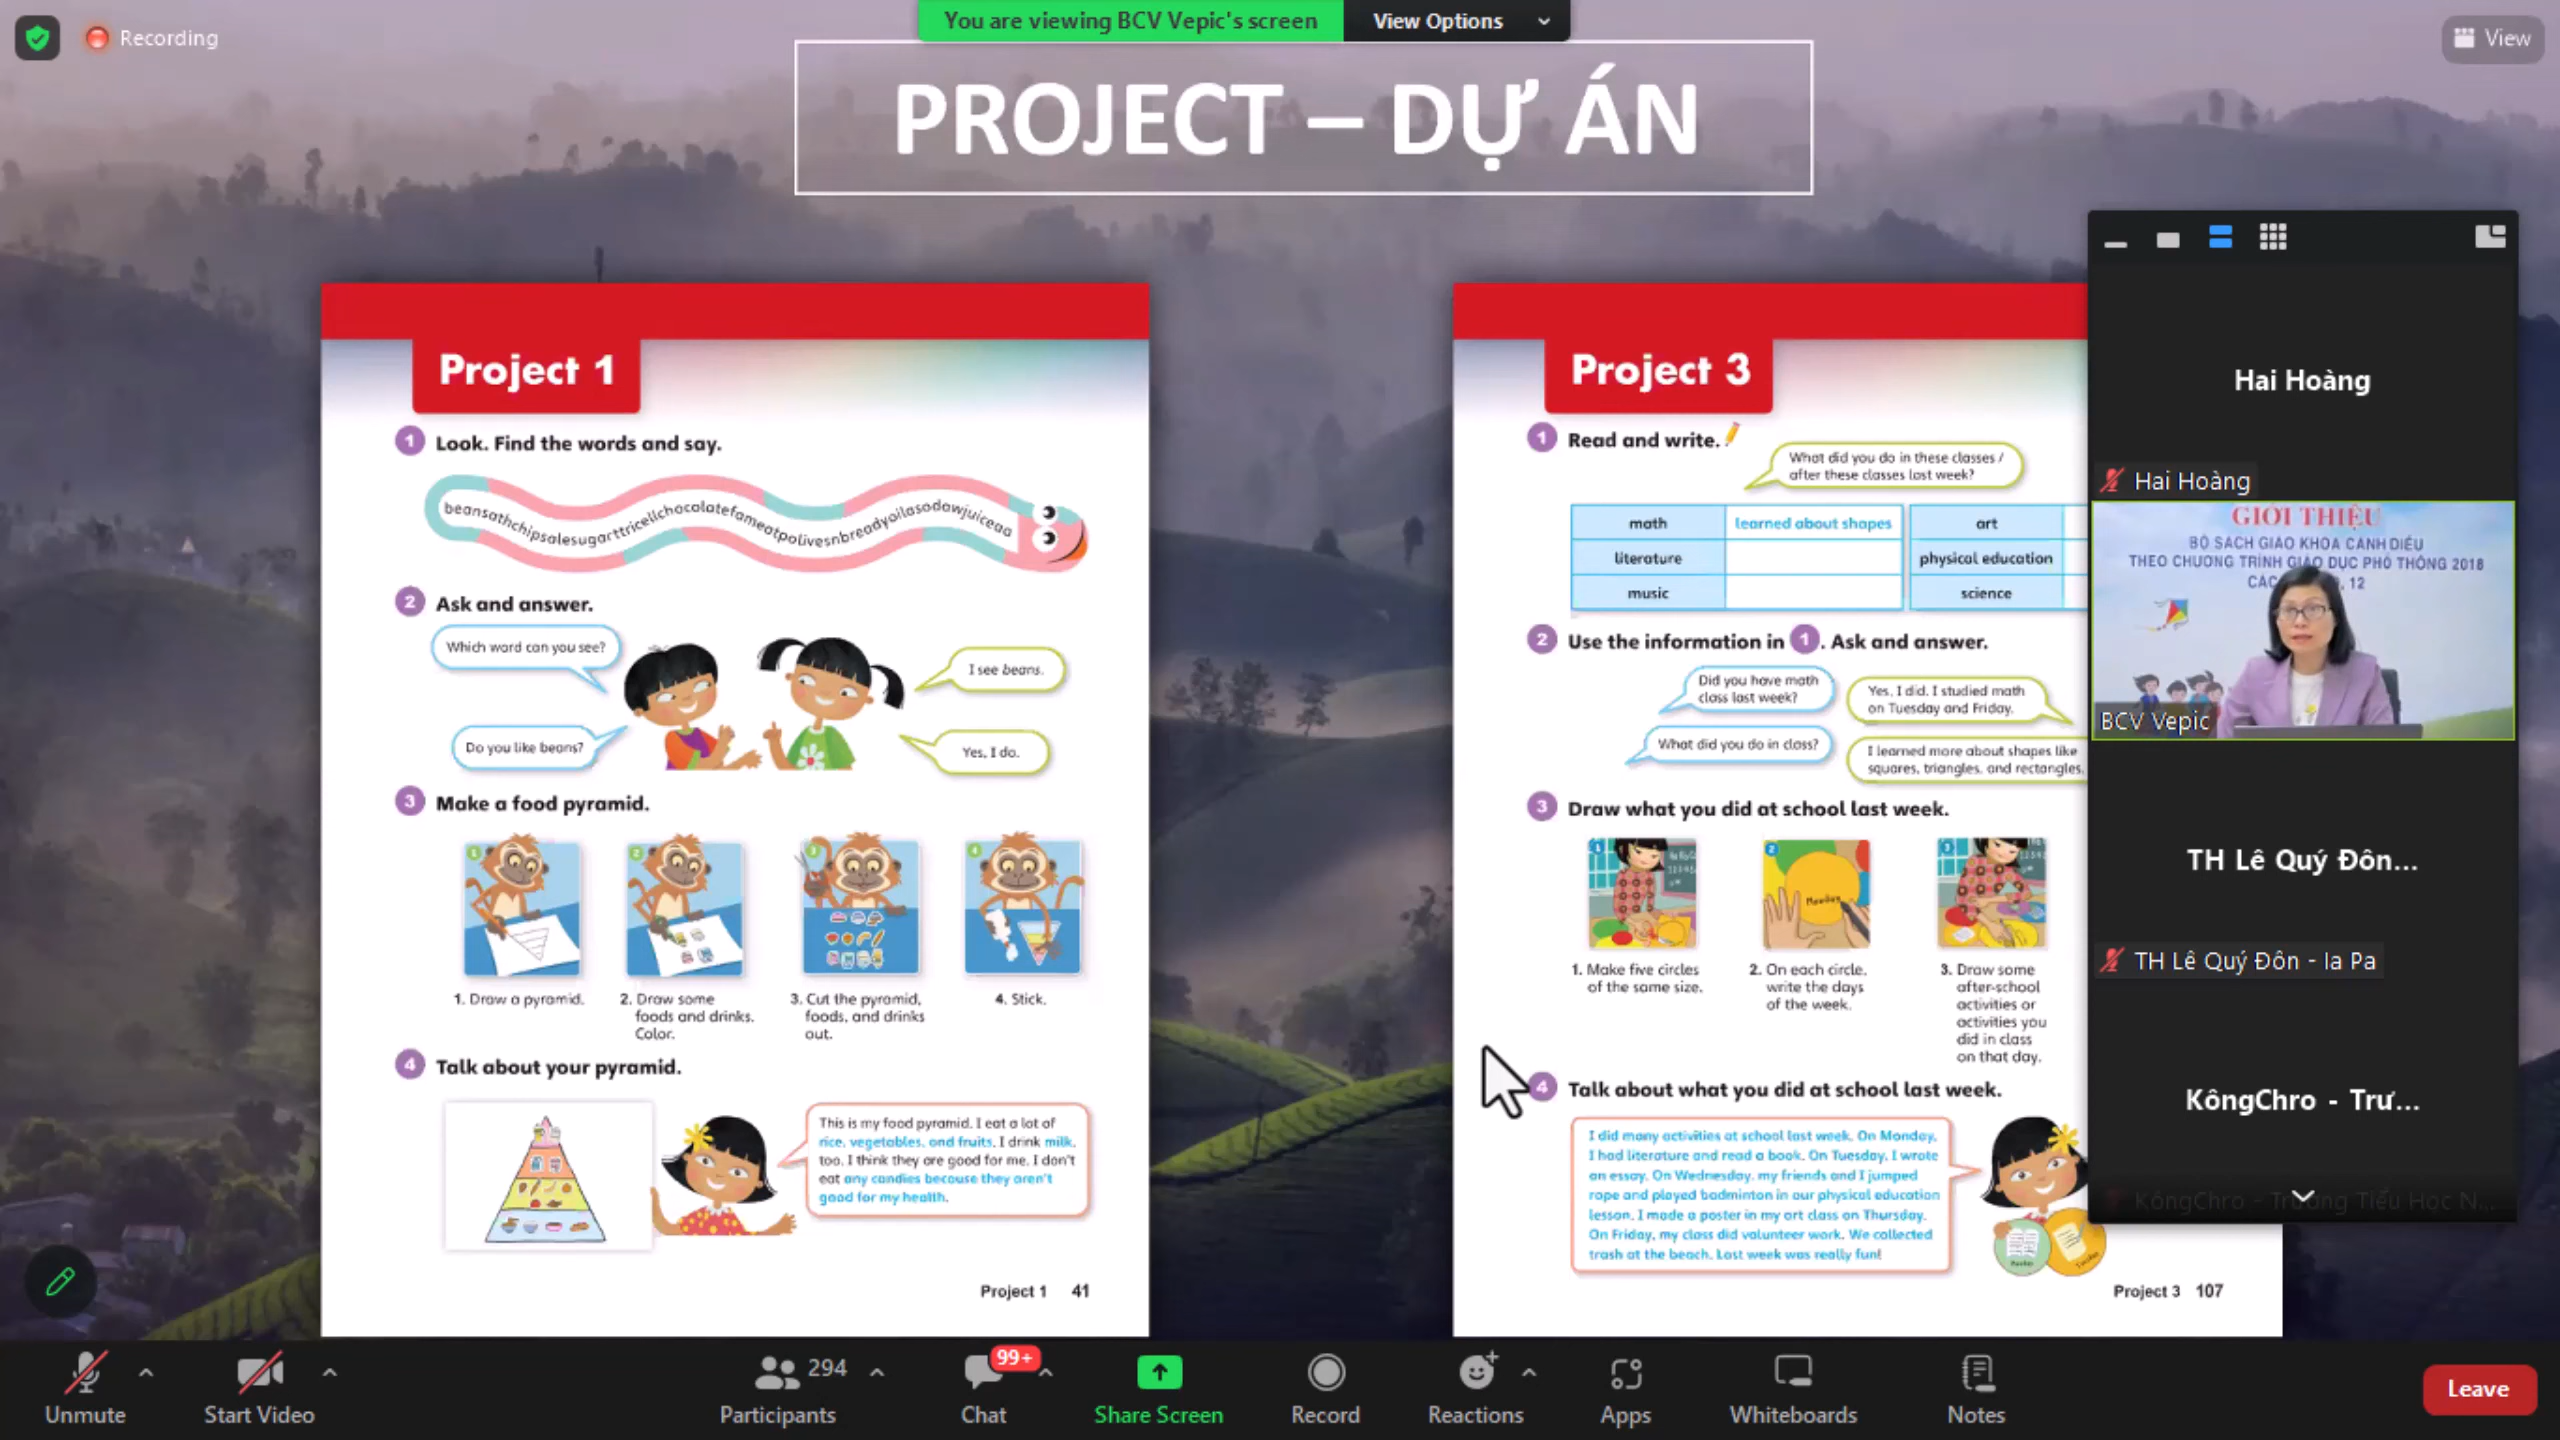 Recording
You are viewing BCV Vepic's screen
View Options
View
PROJECT – DỰ ÁN
Project 1
1 Look. Find the words and say.
beansathchipsalesugarttricellchocolatefameatpolivesnbreadyoilasodawjuiceaa
2 Ask and answer.
Which word can you see?
I see beans.
Do you like beans?
Yes, I do.
3 Make a food pyramid.
1 2 3 4
1. Draw a pyramid.
2. Draw some
foods and drinks.
Color.
3. Cut the pyramid,
foods, and drinks
out.
4. Stick.
4 Talk about your pyramid.
This is my food pyramid. I eat a lot of
rice, vegetables, and fruits. I drink milk,
too. I think they are good for me. I don't
eat any candies because they aren't
good for my health.
Project 1 41
Project 3
1 Read and write.
What did you do in these classes /
after these classes last week?
math learned about shapes art
literature physical education
music science
2 Use the information in 1. Ask and answer.
Did you have math
class last week?
Yes, I did. I studied math
on Tuesday and Friday.
What did you do in class?
I learned more about shapes like
squares, triangles, and rectangles.
3 Draw what you did at school last week.
1 2 3
Monday
1. Make five circles
of the same size.
2. On each circle,
write the days
of the week.
3. Draw some
after-school
activities or
activities you
did in class
on that day.
4 Talk about what you did at school last week.
I did many activities at school last week. On Monday,
I had literature and read a book. On Tuesday, I wrote
an essay. On Wednesday, my friends and I jumped
rope and played badminton in our physical education
lesson. I made a poster in my art class on Thursday.
On Friday, my class did volunteer work. We collected
trash at the beach. Last week was really fun!
Project 3 107
Hai Hoàng
Hai Hoàng
GIỚI THIỆU
BỘ SÁCH GIÁO KHOA CÁNH DIỀU
THEO CHƯƠNG TRÌNH GIÁO DỤC PHỔ THÔNG 2018
CÁC 12
BCV Vepic
TH Lê Quý Đôn...
TH Lê Quý Đôn - Ia Pa
KôngChro - Trư...
KôngChro - Trường Tiểu Học N...
Unmute
Start Video
294
Participants
99+
Chat
Share Screen
Record
Reactions
Apps
Whiteboards
Notes
Leave